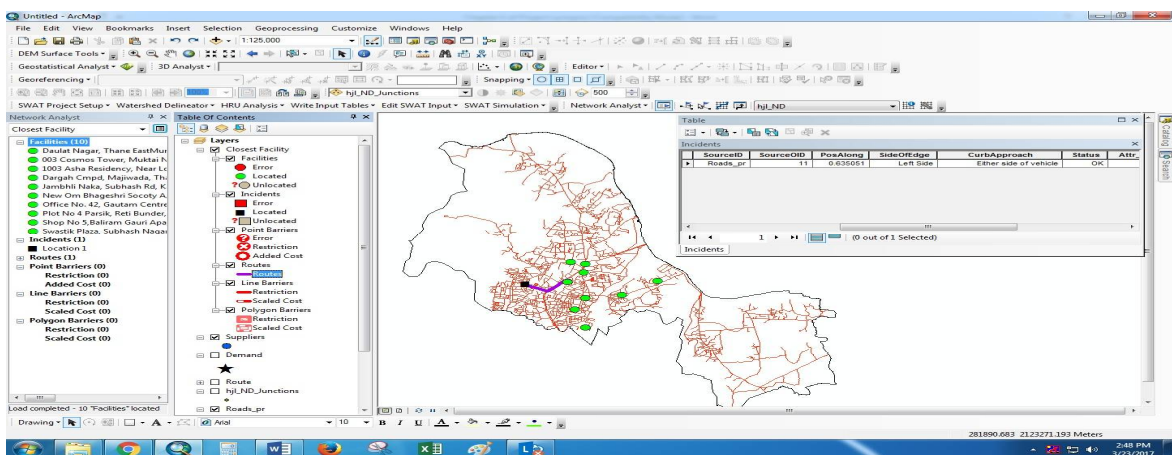 Untitled - ArcMap
File Edit View Bookmarks Insert Selection Geoprocessing Customize Windows Help
1:125,000
DEM Surface Tools
Geostatistical Analyst 3D Analyst Editor
Georeferencing Snapping
100% hjl_ND_Junctions 500
SWAT Project Setup Watershed Delineator HRU Analysis Write Input Tables Edit SWAT Input SWAT Simulation Network Analyst hjl_ND
Network Analyst
Closest Facility
Facilities (10)
Daulat Nagar, Thane EastMur
003 Cosmos Tower, Muktai N
1003 Asha Residency, Near Lo
Dargah Cmpd, Majiwada, Tha
Jambhli Naka, Subhash Rd, K
New Om Bhageshri Socoty A
Office No. 42, Gautam Centre
Plot No 4 Parsik, Reti Bunder,
Shop No 5,Baliram Gauri Apa
Swastik Plaza, Subhash Nagar
Incidents (1)
Location 1
Routes (1)
Point Barriers (0)
Restriction (0)
Added Cost (0)
Line Barriers (0)
Restriction (0)
Scaled Cost (0)
Polygon Barriers (0)
Restriction (0)
Scaled Cost (0)
Load completed - 10 "Facilities" located
Table Of Contents
Layers
Closest Facility
Facilities
Error
Located
Unlocated
Incidents
Error
Located
Unlocated
Point Barriers
Error
Restriction
Added Cost
Routes
Routes
Line Barriers
Restriction
Scaled Cost
Polygon Barriers
Restriction
Scaled Cost
Suppliers
Demand
Route
hjl_ND_Junctions
Roads_pr
Table
Incidents
SourceID SourceOID PosAlong SideOfEdge CurbApproach Status Attr_
Roads_pr 11 0.635051 Left Side Either side of vehicle OK
1 (0 out of 1 Selected)
Incidents
Catalog
Search
Drawing A Arial 10 B I U A
281890.683 2123271.193 Meters
2:48 PM
3/23/2017